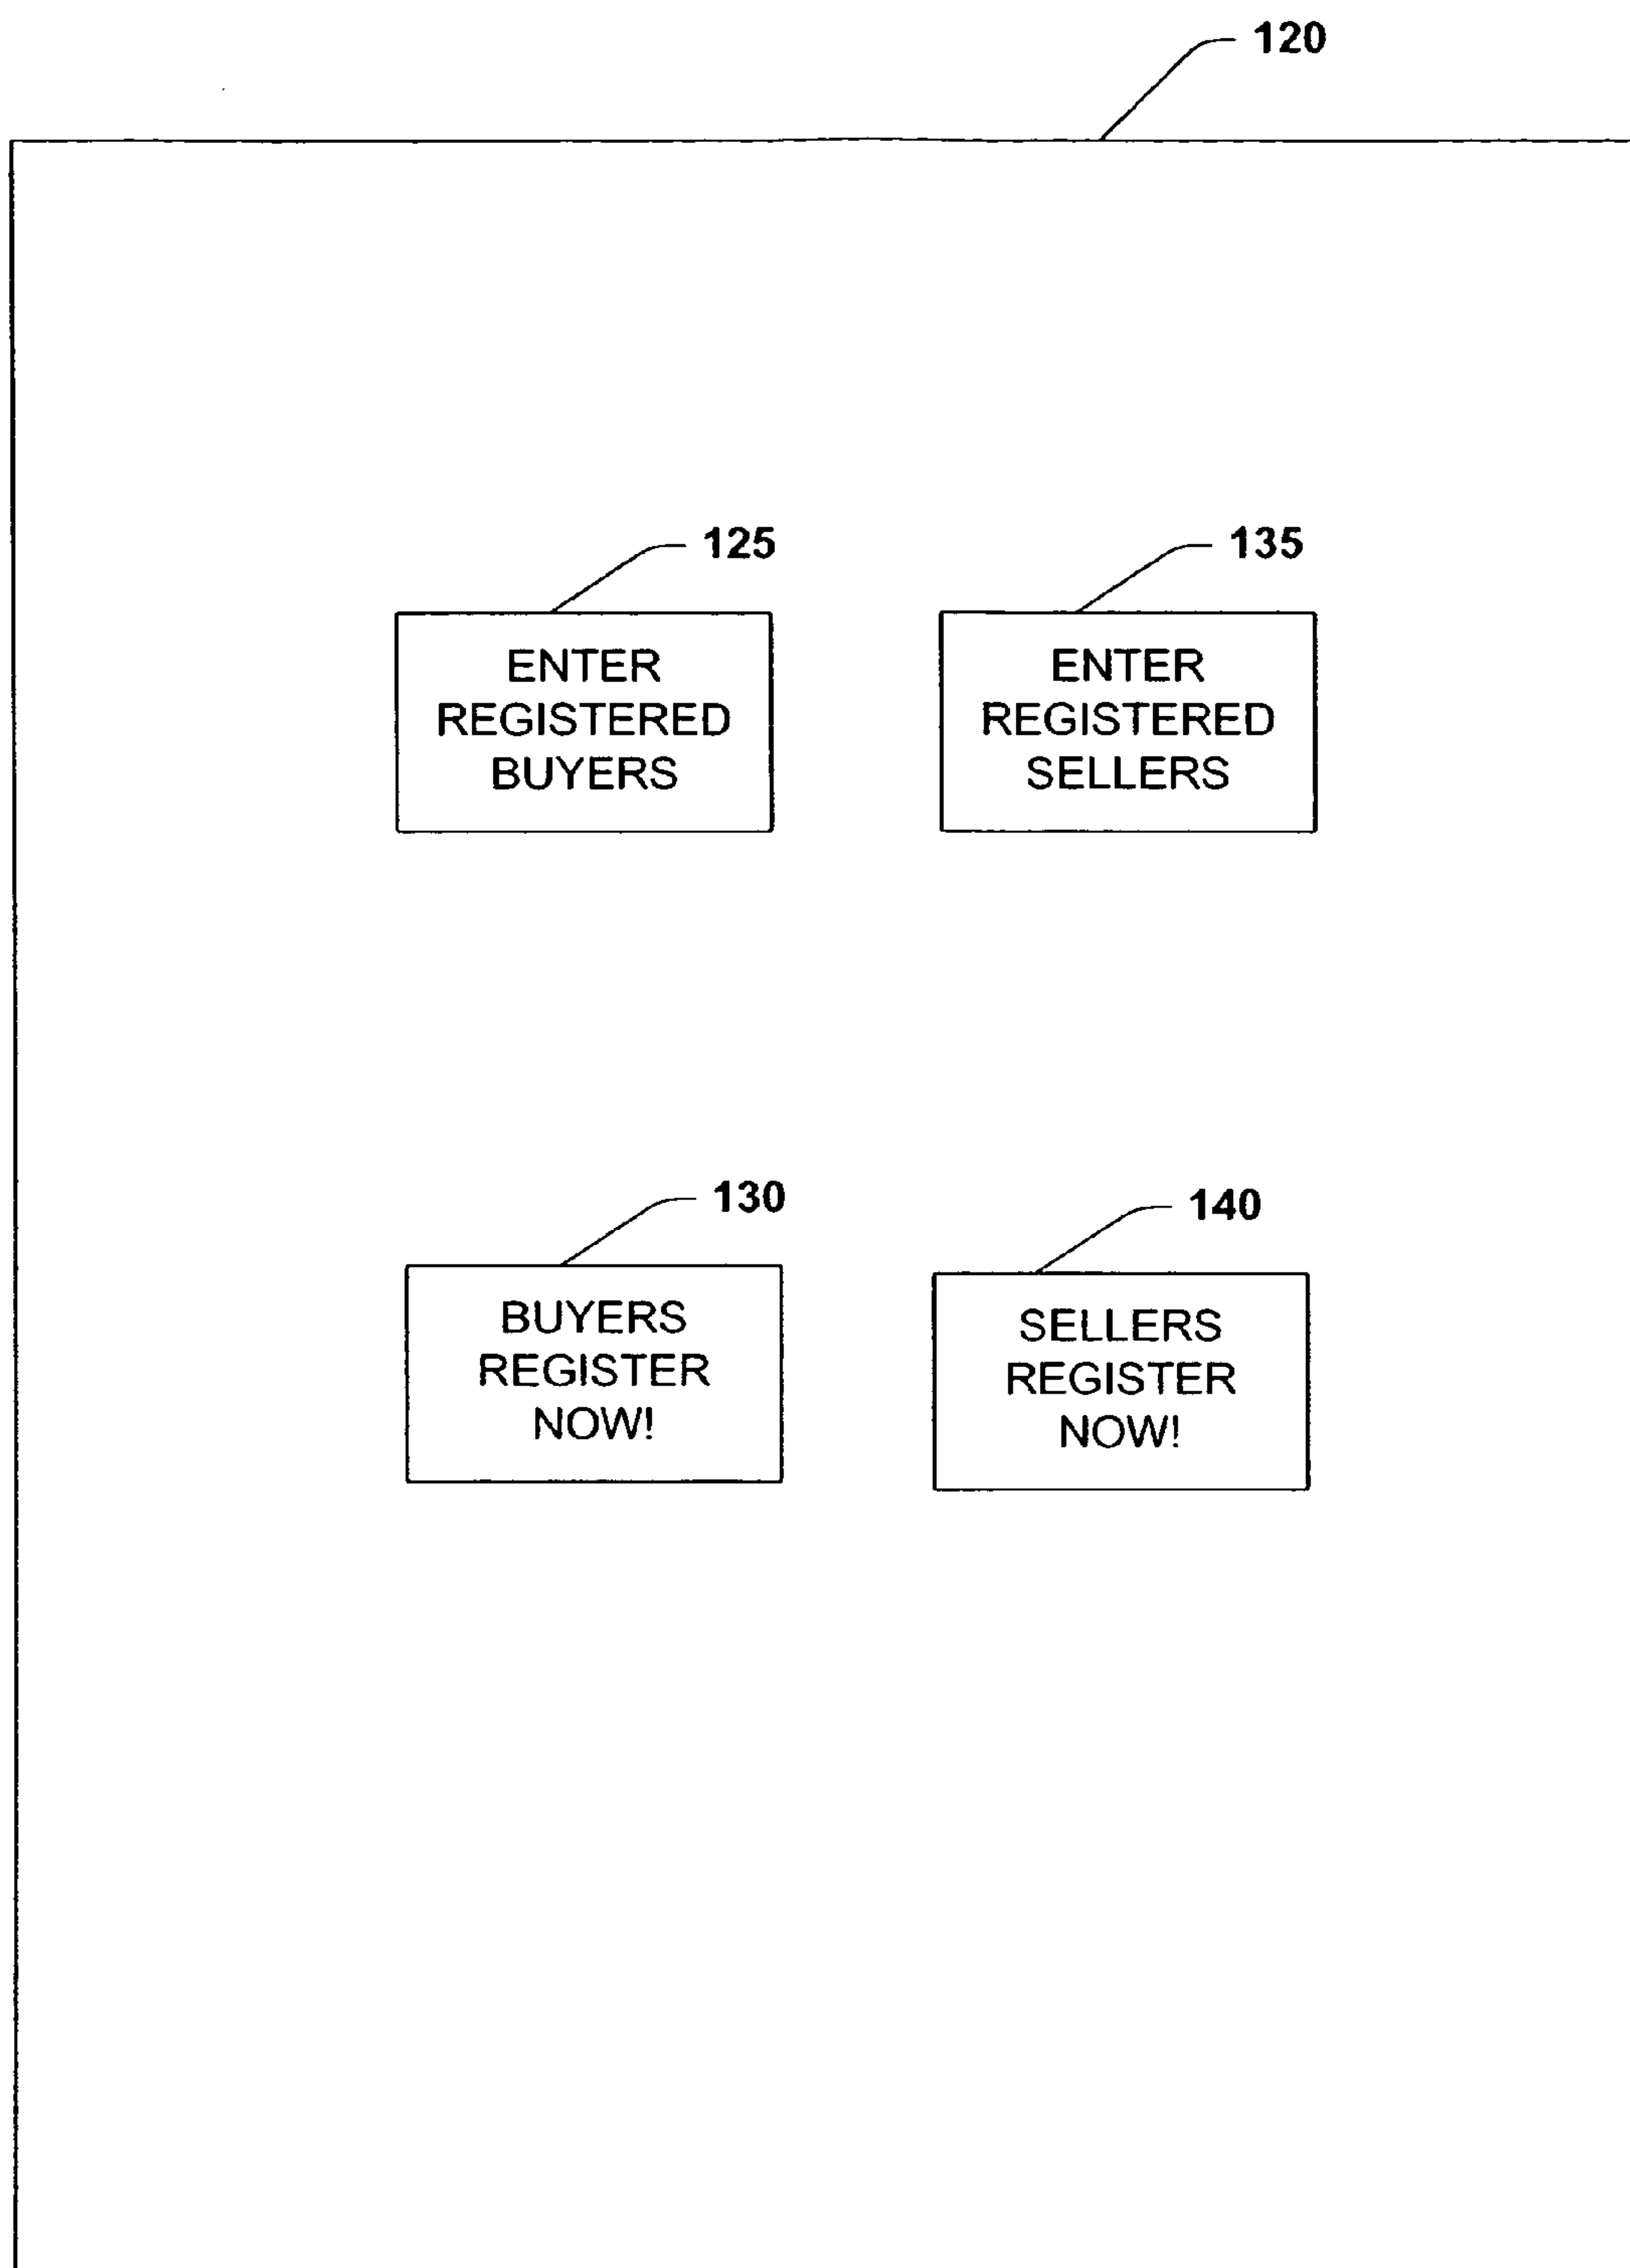 120
125
135
ENTER
REGISTERED
BUYERS
ENTER
REGISTERED
SELLERS
130
140
BUYERS
REGISTER
NOW!
SELLERS
REGISTER
NOW!